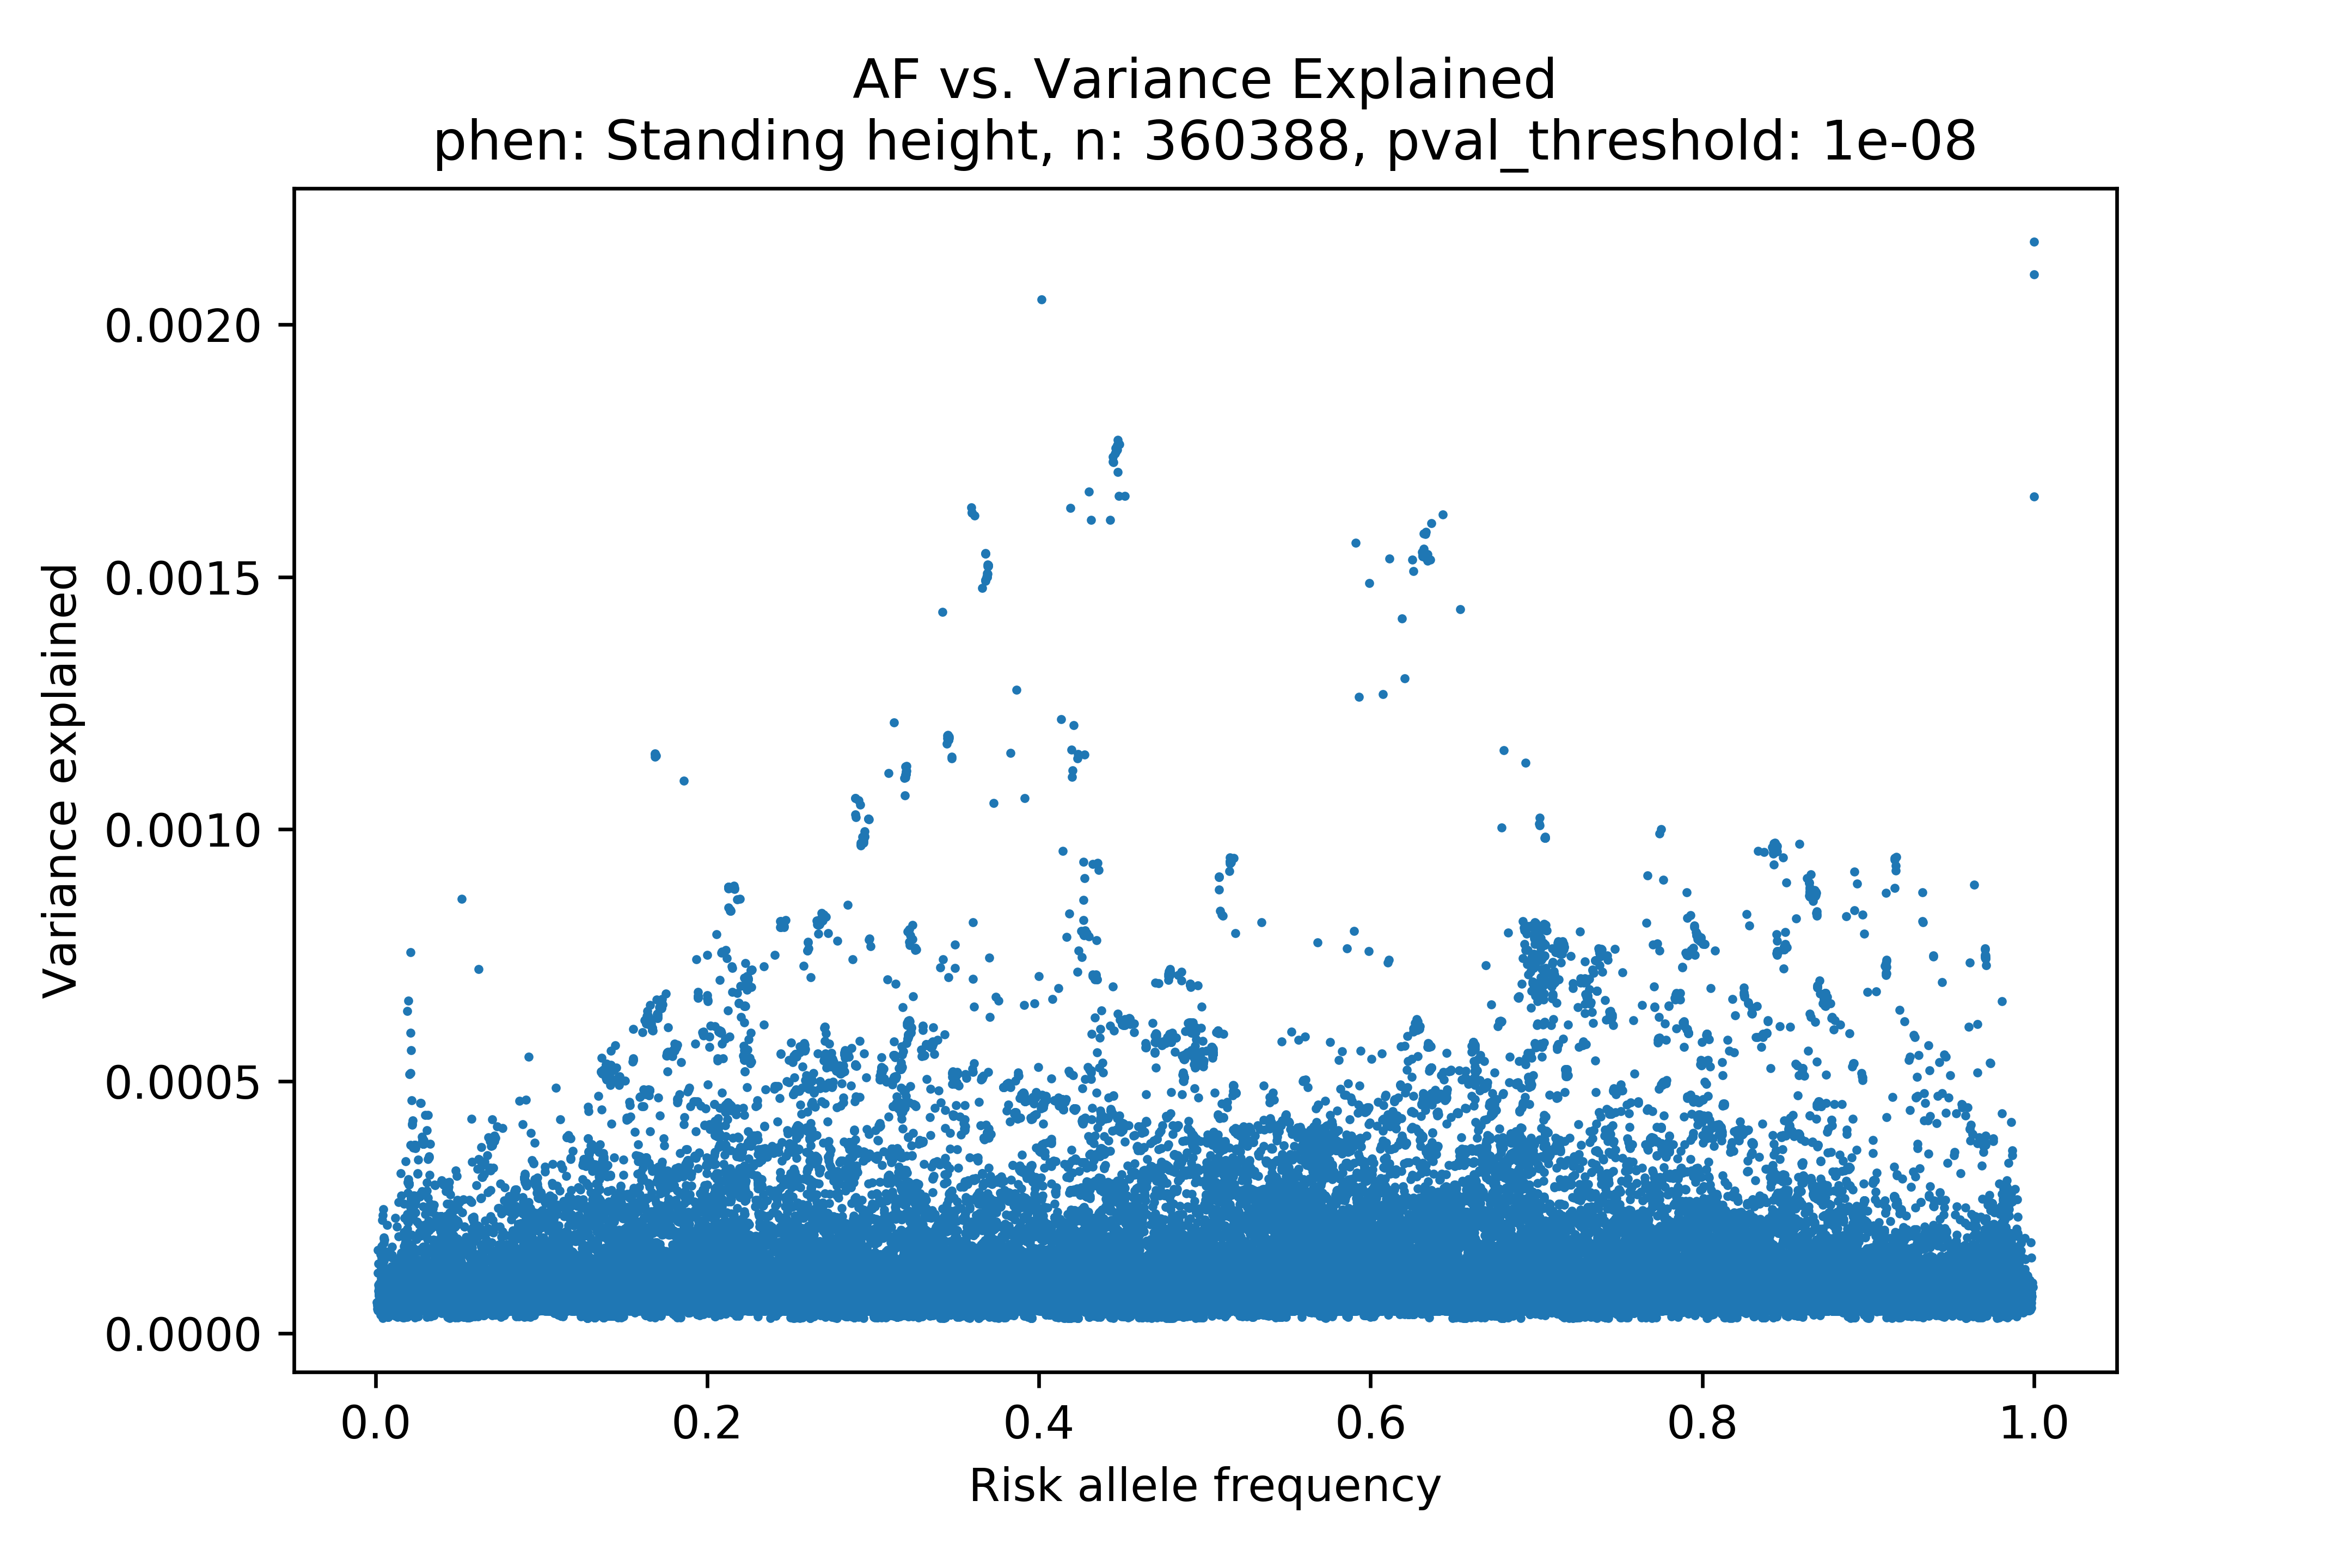 AF vs. Variance Explained
phen: Standing height, n: 360388, pval_threshold: 1e-08
Variance explained
0.0020
0.0015
0.0010
0.0005
0.0000
0.0 0.2 0.4 0.6 0.8 1.0
Risk allele frequency